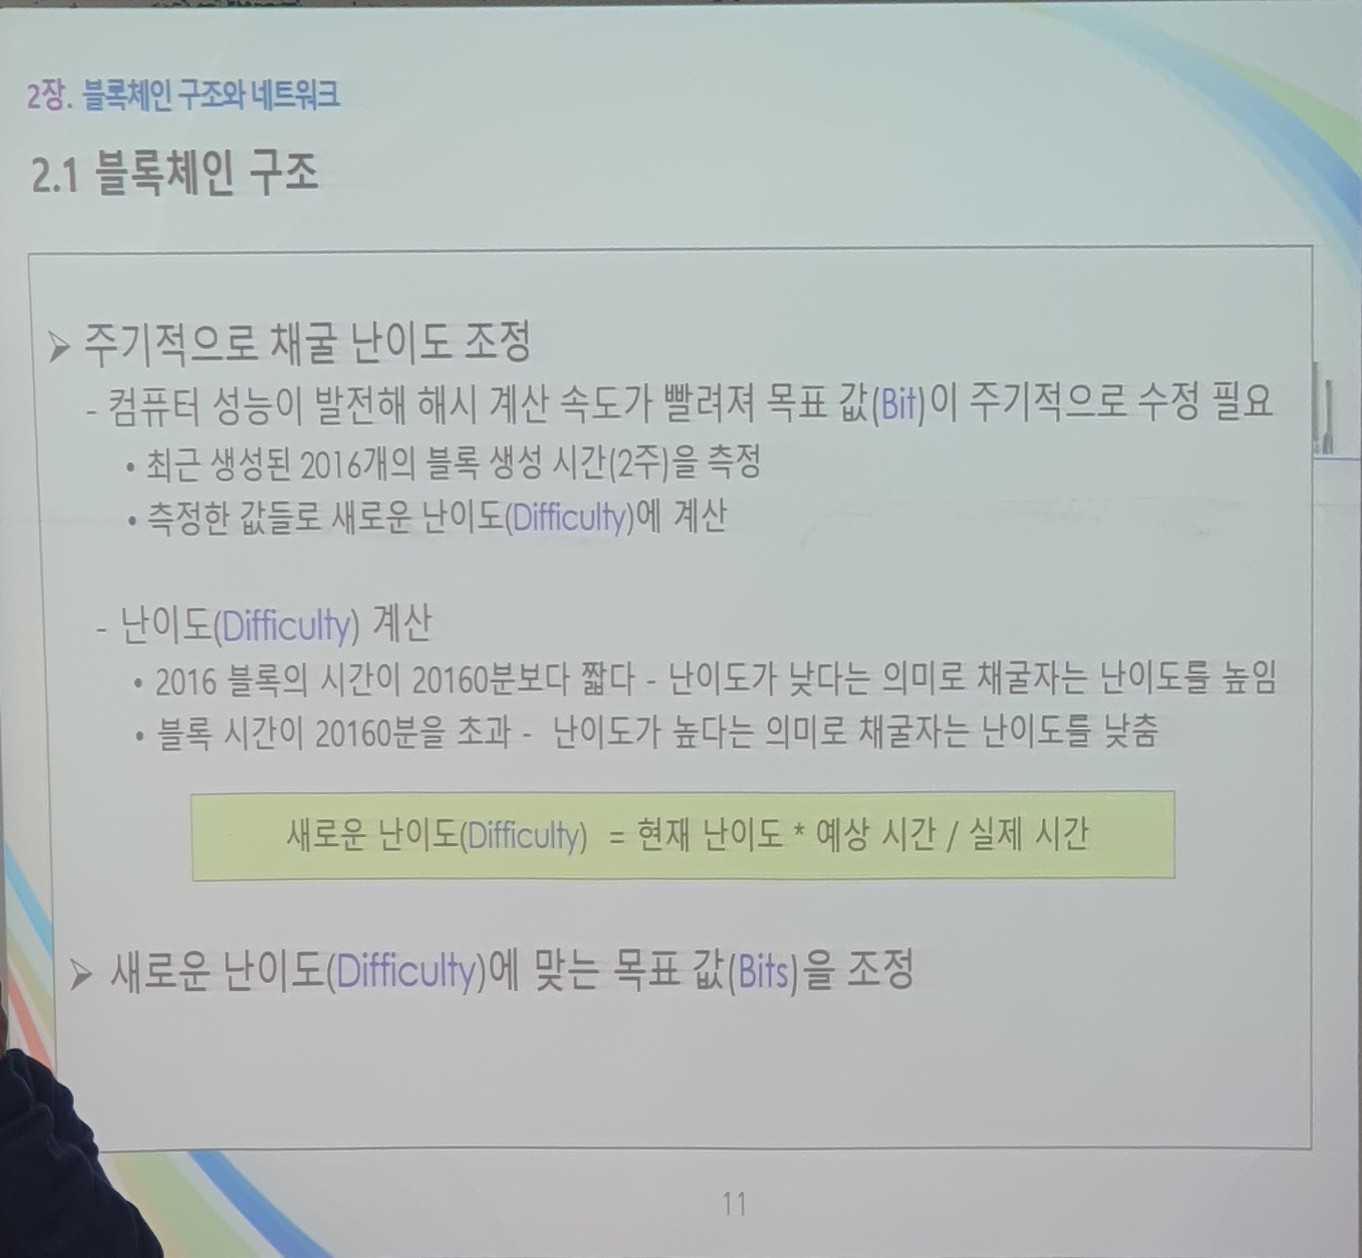 2장. 블록체인 구조와 네트워크
2.1 블록체인 구조
➢ 주기적으로 채굴 난이도 조정
- 컴퓨터 성능이 발전해 해시 계산 속도가 빨려져 목표 값(Bit)이 주기적으로 수정 필요
• 최근 생성된 2016개의 블록 생성 시간(2주)을 측정
• 측정한 값들로 새로운 난이도(Difficulty)에 계산
- 난이도(Difficulty) 계산
• 2016 블록의 시간이 20160분보다 짧다 - 난이도가 낮다는 의미로 채굴자는 난이도를 높임
• 블록 시간이 20160분을 초과 - 난이도가 높다는 의미로 채굴자는 난이도를 낮춤
새로운 난이도(Difficulty) = 현재 난이도 * 예상 시간 / 실제 시간
➢ 새로운 난이도(Difficulty)에 맞는 목표 값(Bits)을 조정
11